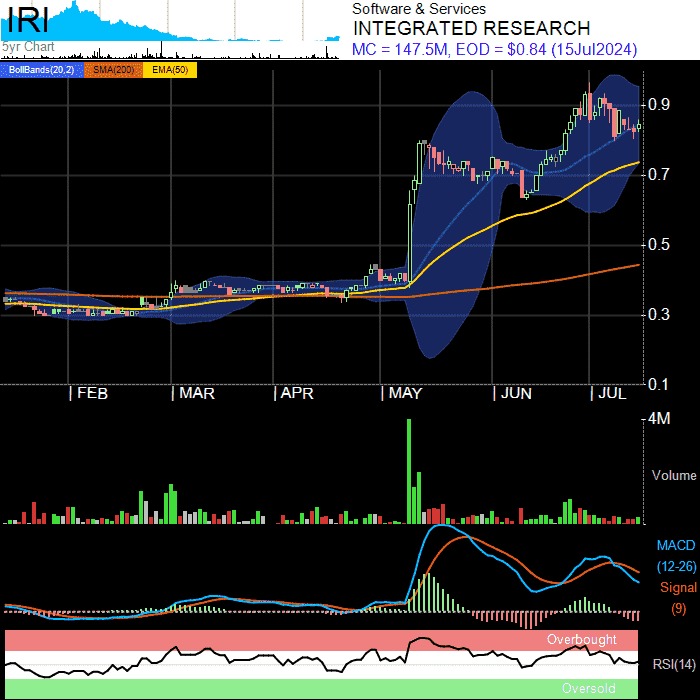 IRI
5yr Chart
Software & Services
INTEGRATED RESEARCH
MC = 147.5M, EOD = $0.84 (15Jul2024)
BollBands(20,2) SMA(200) EMA(50)
0.9
0.7
0.5
0.3
0.1
FEB MAR APR MAY JUN JUL
4M
Volume
MACD
(12-26)
Signal
(9)
Overbought
RSI(14)
Oversold